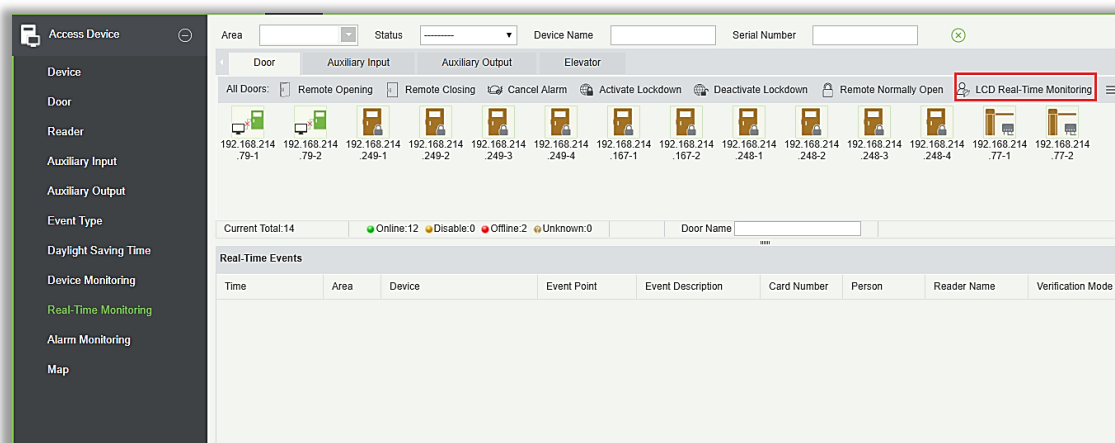 Access Device
Device
Door
Reader
Auxiliary Input
Auxiliary Output
Event Type
Daylight Saving Time
Device Monitoring
Real-Time Monitoring
Alarm Monitoring
Map
Area Status ---------- Device Name Serial Number
Door Auxiliary Input Auxiliary Output Elevator
All Doors: Remote Opening Remote Closing Cancel Alarm Activate Lockdown Deactivate Lockdown Remote Normally Open LCD Real-Time Monitoring
192.168.214 192.168.214 192.168.214 192.168.214 192.168.214 192.168.214 192.168.214 192.168.214 192.168.214 192.168.214 192.168.214 192.168.214 192.168.214 192.168.214
.79-1 .79-2 .249-1 .249-2 .249-3 .249-4 .167-1 .167-2 .248-1 .248-2 .248-3 .248-4 .77-1 .77-2
Current Total:14 Online:12 Disable:0 Offline:2 Unknown:0 Door Name
Real-Time Events
Time Area Device Event Point Event Description Card Number Person Reader Name Verification Mode